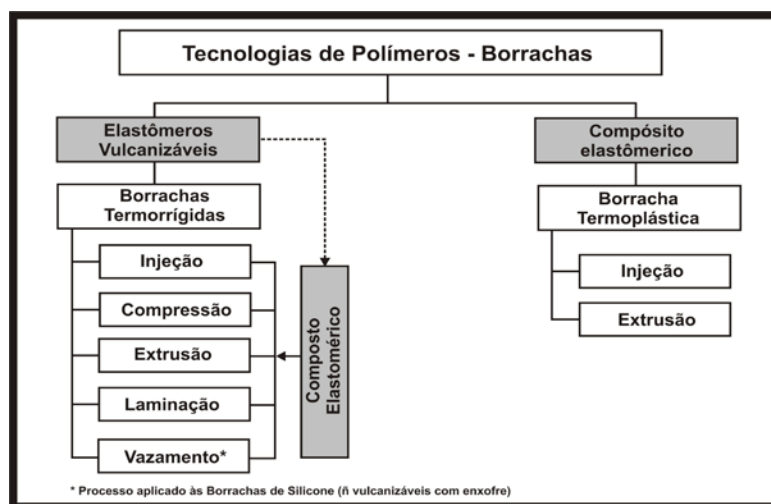 Tecnologias de Polímeros - Borrachas
Elastômeros
Vulcanizáveis
Compósito
elastômerico
Borrachas
Termorrígidas
Borracha
Termoplástica
Injeção
Compressão
Extrusão
Laminação
Vazamento*
Composto
Elastomérico
Injeção
Extrusão
* Processo aplicado às Borrachas de Silicone (ñ vulcanizáveis com enxofre)